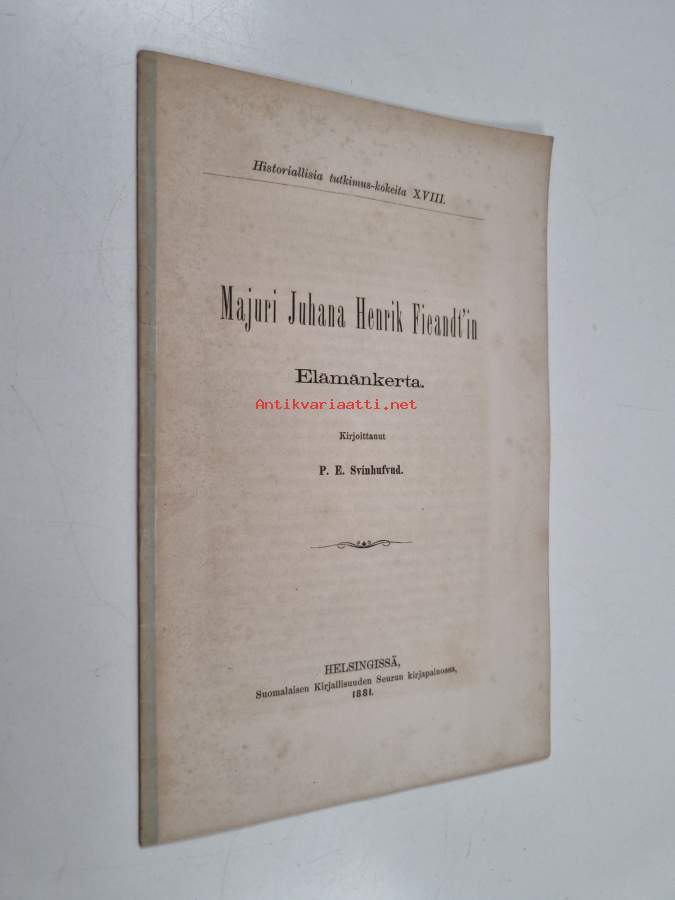 Historiallisia tutkimus-kokeita XVIII.
Majuri Juhana Henrik Fieandt'in
Elämänkerta.
Antikvariaatti.net
Kirjoittanut
P. E. Svinhufvud.
HELSINGISSÄ,
Suomalaisen Kirjallisuuden Seuran kirjapainossa,
1881.